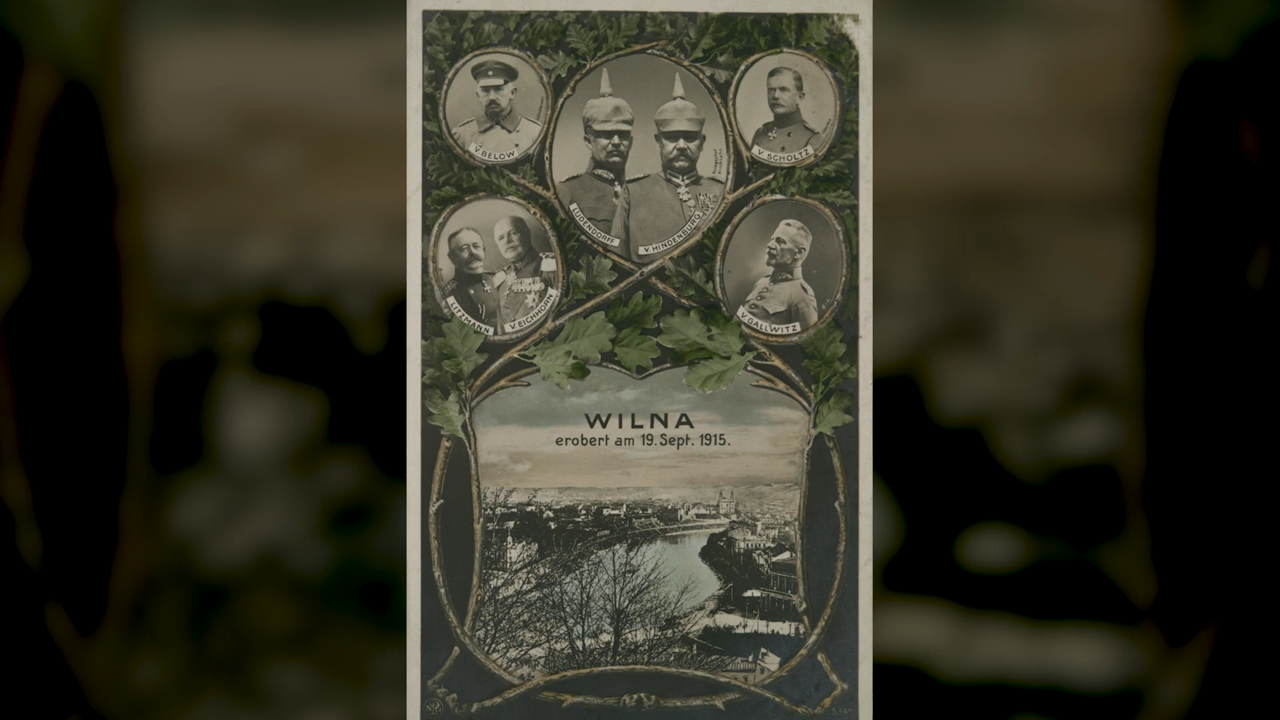 V BELOW
LUDENDORFF
V. HINDENBURG
V. SCHOLTZ
LITZMANN
V. EICHHORN
V. GALLWITZ
WILNA
erobert am 19. Sept. 1915.